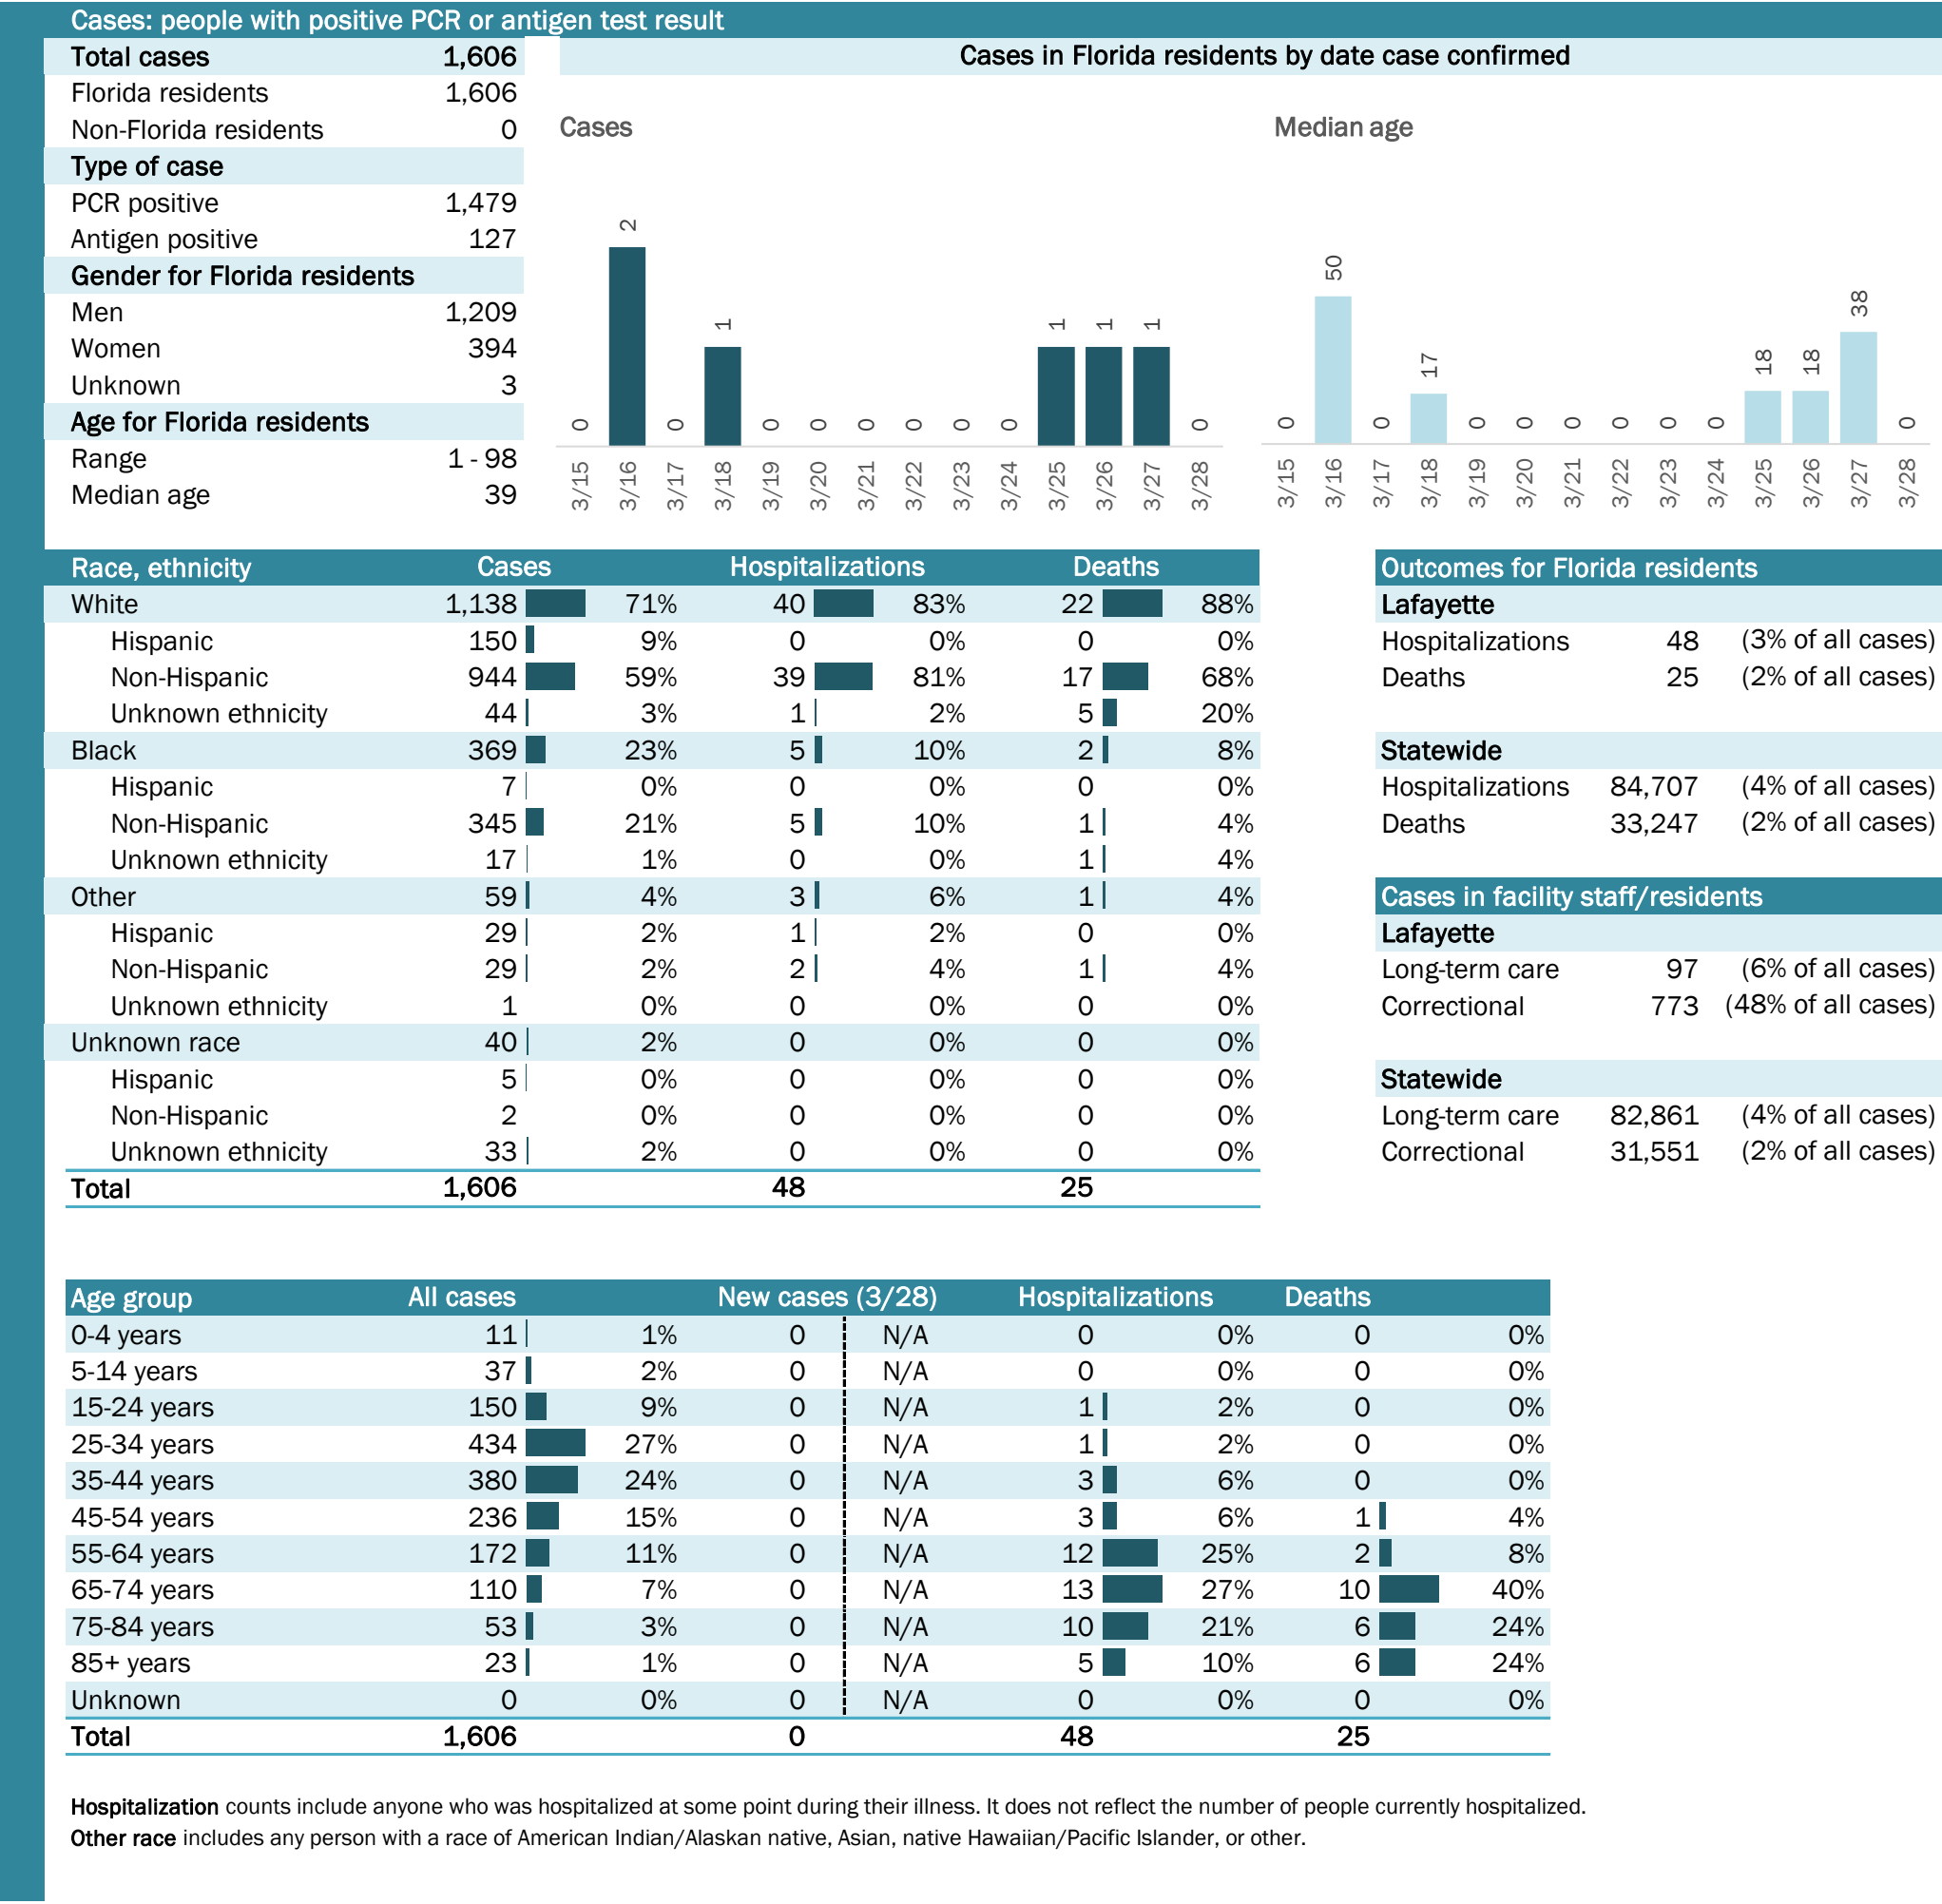 Cases: people with positive PCR or antigen test result
Total cases 1,606
Florida residents 1,606
Non-Florida residents 0
Type of case
PCR positive 1,479
Antigen positive 127
Gender for Florida residents
Men 1,209
Women 394
Unknown 3
Age for Florida residents
Range 1 - 98
Median age 39
Cases in Florida residents by date case confirmed
Cases
0 2 0 1 0 0 0 0 0 0 1 1 1 0
3/15 3/16 3/17 3/18 3/19 3/20 3/21 3/22 3/23 3/24 3/25 3/26 3/27 3/28
Median age
0 50 0 17 0 0 0 0 0 0 18 18 38 0
3/15 3/16 3/17 3/18 3/19 3/20 3/21 3/22 3/23 3/24 3/25 3/26 3/27 3/28
Race, ethnicity Cases Hospitalizations Deaths
White 1,138 71% 40 83% 22 88%
Hispanic 150 9% 0 0% 0 0%
Non-Hispanic 944 59% 39 81% 17 68%
Unknown ethnicity 44 3% 1 2% 5 20%
Black 369 23% 5 10% 2 8%
Hispanic 7 0% 0 0% 0 0%
Non-Hispanic 345 21% 5 10% 1 4%
Unknown ethnicity 17 1% 0 0% 1 4%
Other 59 4% 3 6% 1 4%
Hispanic 29 2% 1 2% 0 0%
Non-Hispanic 29 2% 2 4% 1 4%
Unknown ethnicity 1 0% 0 0% 0 0%
Unknown race 40 2% 0 0% 0 0%
Hispanic 5 0% 0 0% 0 0%
Non-Hispanic 2 0% 0 0% 0 0%
Unknown ethnicity 33 2% 0 0% 0 0%
Total 1,606 48 25
Outcomes for Florida residents
Lafayette
Hospitalizations 48 (3% of all cases)
Deaths 25 (2% of all cases)
Statewide
Hospitalizations 84,707 (4% of all cases)
Deaths 33,247 (2% of all cases)
Cases in facility staff/residents
Lafayette
Long-term care 97 (6% of all cases)
Correctional 773 (48% of all cases)
Statewide
Long-term care 82,861 (4% of all cases)
Correctional 31,551 (2% of all cases)
Age group All cases New cases (3/28) Hospitalizations Deaths
0-4 years 11 1% 0 N/A 0 0% 0 0%
5-14 years 37 2% 0 N/A 0 0% 0 0%
15-24 years 150 9% 0 N/A 1 2% 0 0%
25-34 years 434 27% 0 N/A 1 2% 0 0%
35-44 years 380 24% 0 N/A 3 6% 0 0%
45-54 years 236 15% 0 N/A 3 6% 1 4%
55-64 years 172 11% 0 N/A 12 25% 2 8%
65-74 years 110 7% 0 N/A 13 27% 10 40%
75-84 years 53 3% 0 N/A 10 21% 6 24%
85+ years 23 1% 0 N/A 5 10% 6 24%
Unknown 0 0% 0 N/A 0 0% 0 0%
Total 1,606 0 48 25
Hospitalization counts include anyone who was hospitalized at some point during their illness. It does not reflect the number of people currently hospitalized.
Other race includes any person with a race of American Indian/Alaskan native, Asian, native Hawaiian/Pacific Islander, or other.